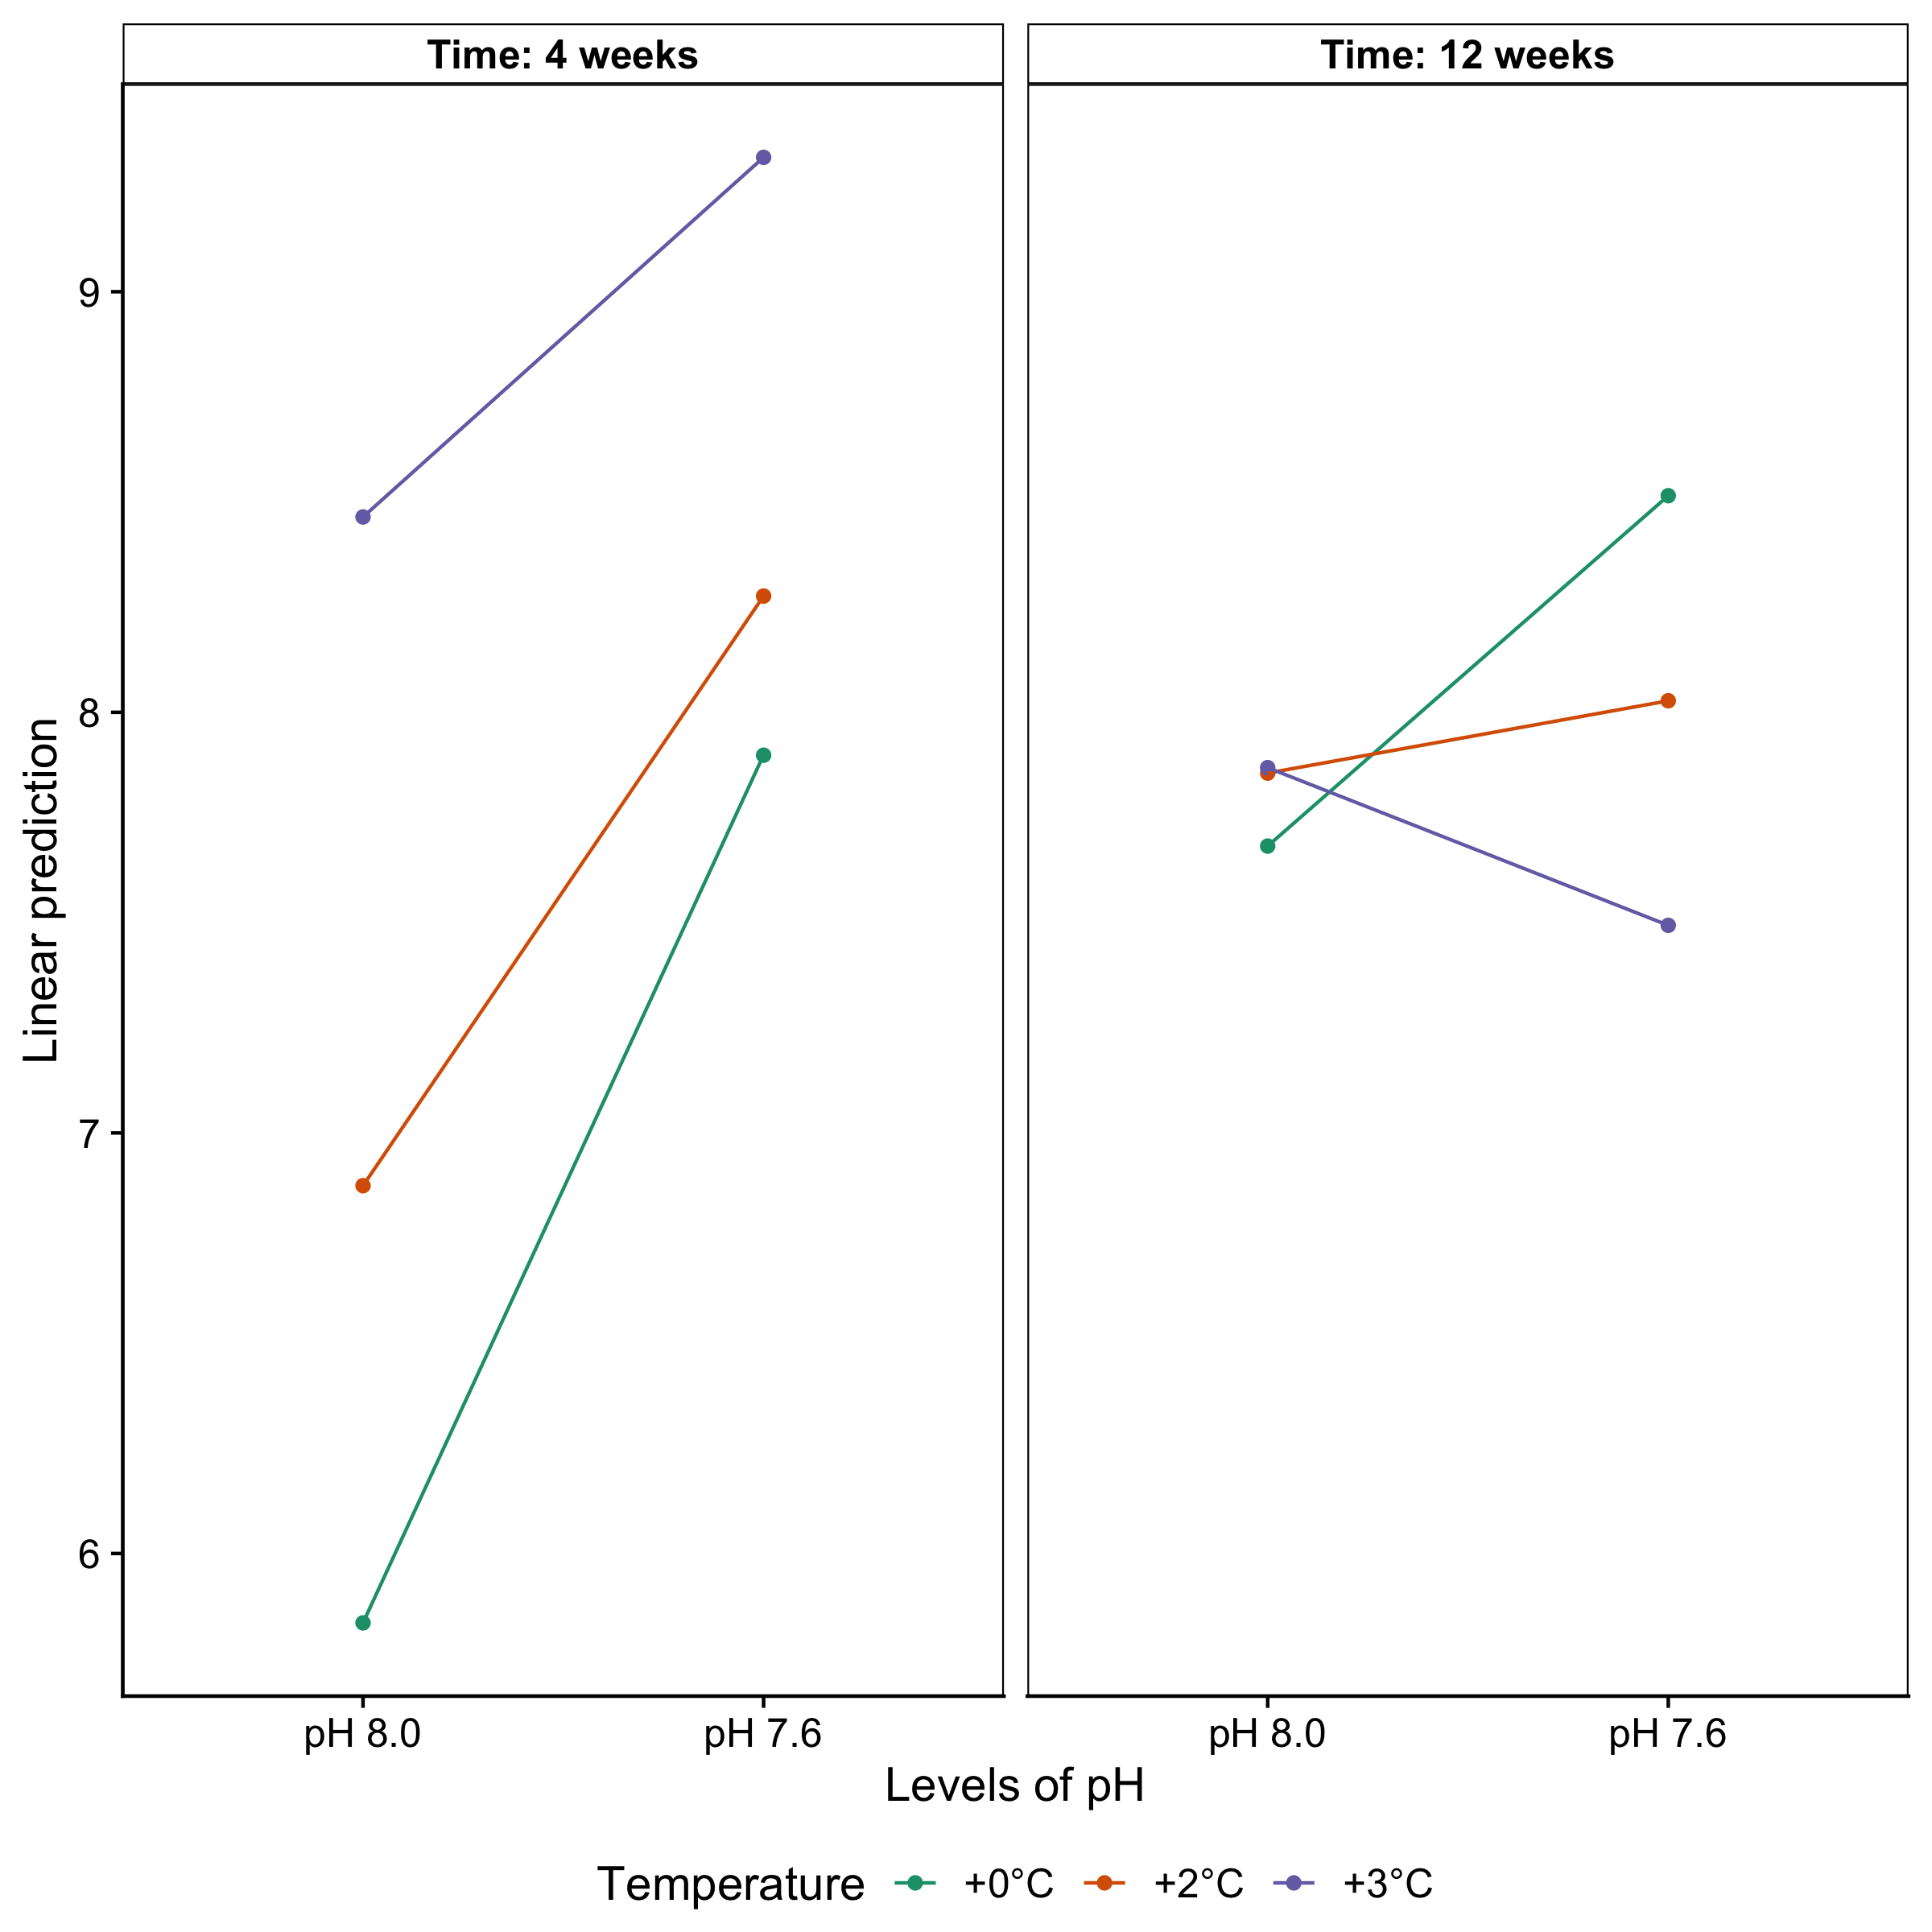 Time: 4 weeks
Time: 12 weeks
Linear prediction
9
8
7
6
pH 8.0
pH 7.6
pH 8.0
pH 7.6
Levels of pH
Temperature +0°C +2°C +3°C